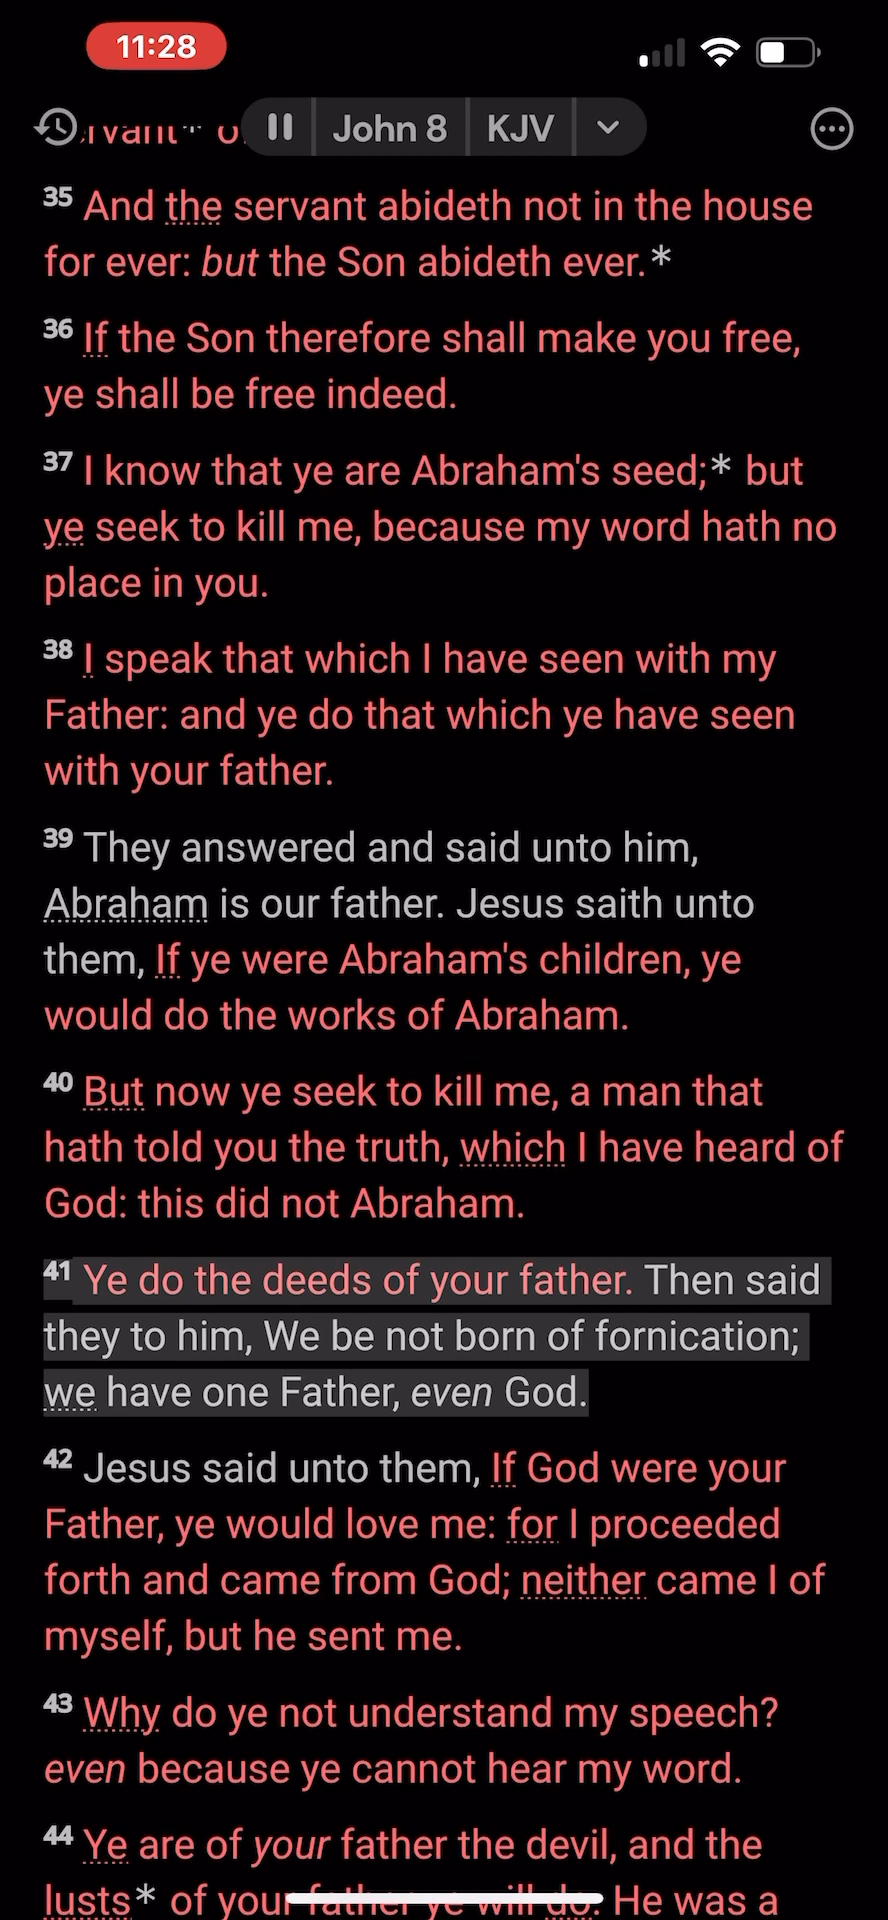 11:28
John 8 KJV
35 And the servant abideth not in the house
for ever: but the Son abideth ever.*
36 If the Son therefore shall make you free,
ye shall be free indeed.
37 I know that ye are Abraham's seed;* but
ye seek to kill me, because my word hath no
place in you.
38 I speak that which I have seen with my
Father: and ye do that which ye have seen
with your father.
39 They answered and said unto him,
Abraham is our father. Jesus saith unto
them, If ye were Abraham's children, ye
would do the works of Abraham.
40 But now ye seek to kill me, a man that
hath told you the truth, which I have heard of
God: this did not Abraham.
41 Ye do the deeds of your father. Then said
they to him, We be not born of fornication;
we have one Father, even God.
42 Jesus said unto them, If God were your
Father, ye would love me: for I proceeded
forth and came from God; neither came I of
myself, but he sent me.
43 Why do ye not understand my speech?
even because ye cannot hear my word.
44 Ye are of your father the devil, and the
lusts* of your father ye will do. He was a